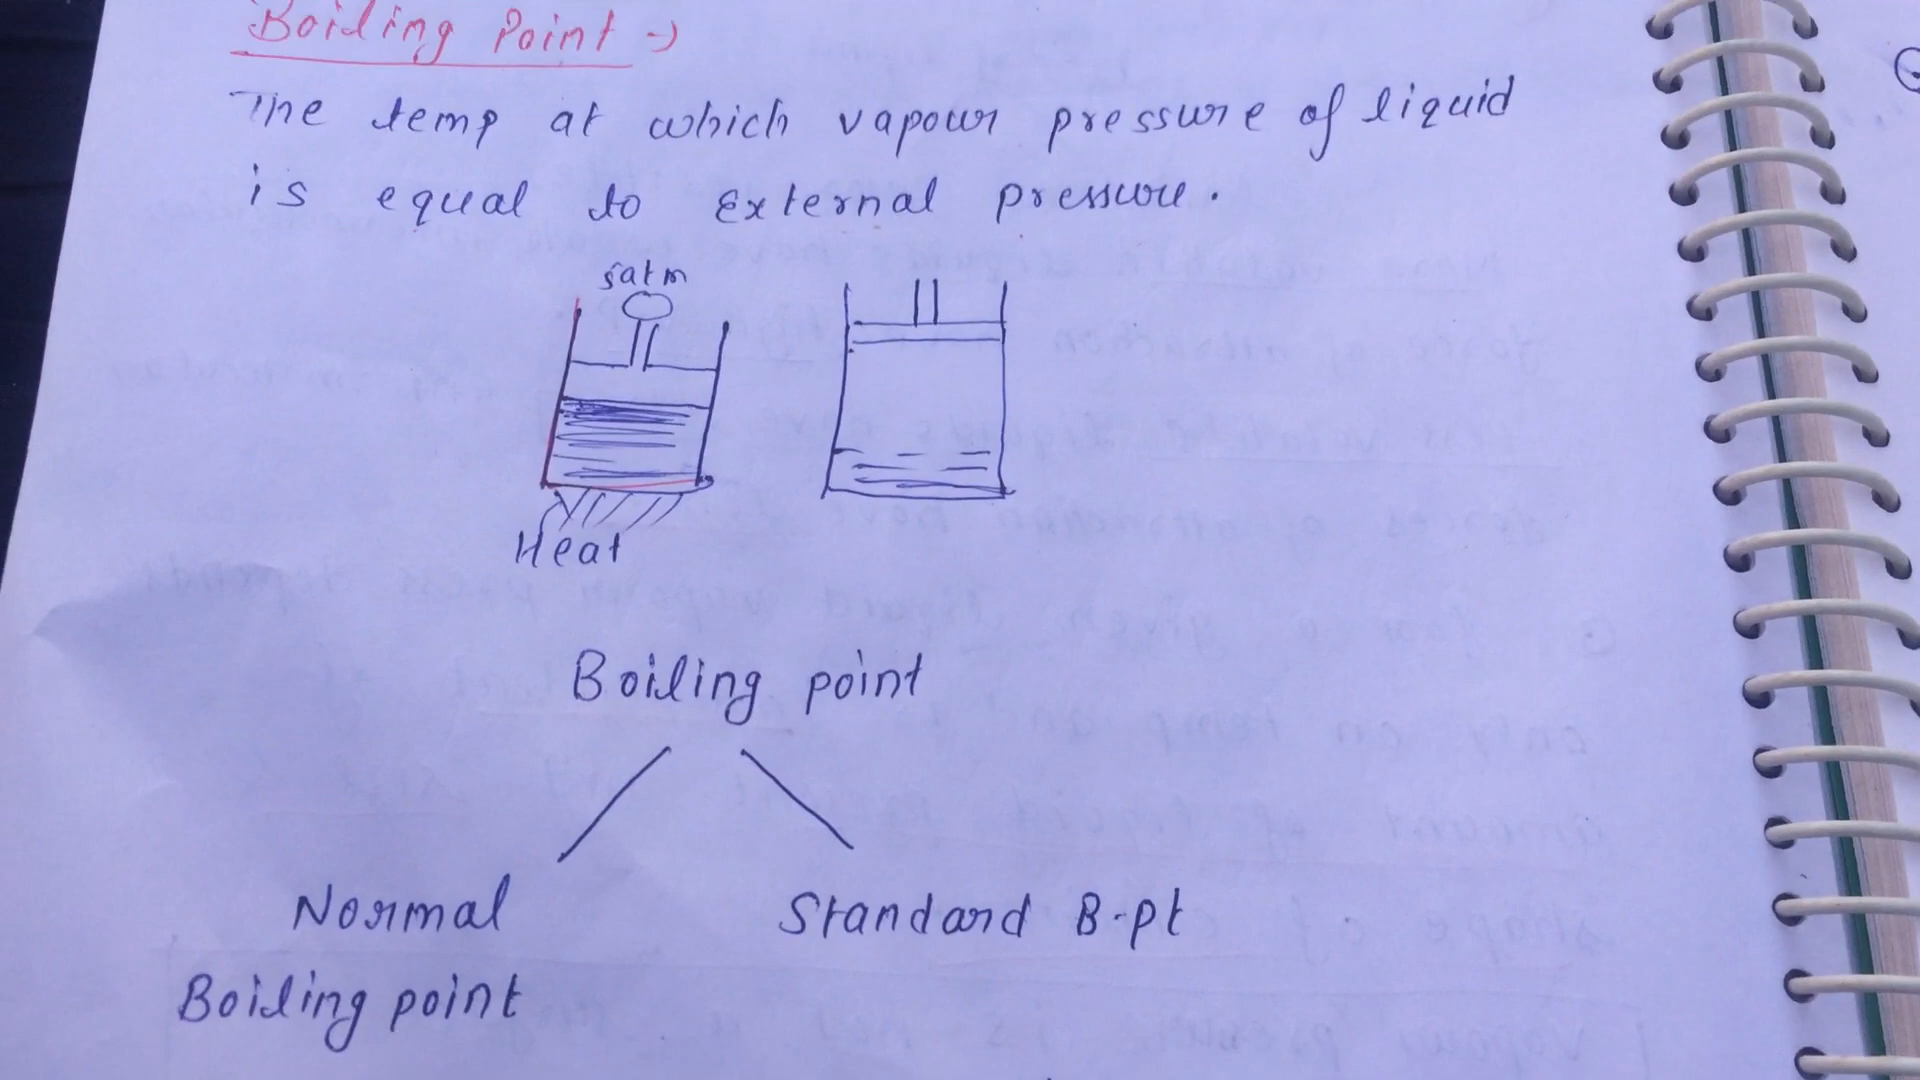 Boiling Point →
The temp at which vapour pressure of liquid
is equal to External pressure.
5atm
Heat
Boiling point
Normal
Boiling point
Standard B.pt